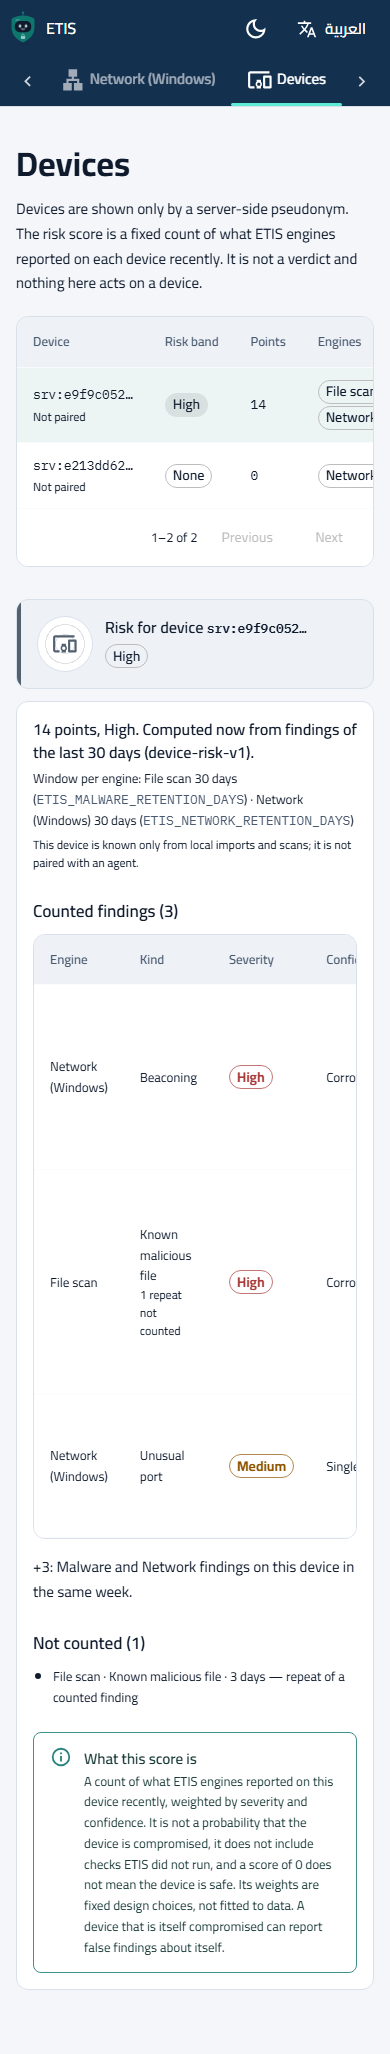 ETIS
العربية
Network (Windows)
Devices
Devices
Devices are shown only by a server-side pseudonym.
The risk score is a fixed count of what ETIS engines
reported on each device recently. It is not a verdict and
nothing here acts on a device.
Device Risk band Points Engines
srv:e9f9c052… High 14 File scan
Not paired Network
srv:e213dd62… None 0 Network
Not paired
1–2 of 2 Previous Next
Risk for device srv:e9f9c052…
High
14 points, High. Computed now from findings of
the last 30 days (device-risk-v1).
Window per engine: File scan 30 days
(ETIS_MALWARE_RETENTION_DAYS) · Network
(Windows) 30 days (ETIS_NETWORK_RETENTION_DAYS)
This device is known only from local imports and scans; it is not
paired with an agent.
Counted findings (3)
Engine Kind Severity Confi
Network
(Windows)
Beaconing High Corro
File scan
Known
malicious
file
1 repeat
not
counted
High Corro
Network
(Windows)
Unusual
port
Medium Single
+3: Malware and Network findings on this device in
the same week.
Not counted (1)
File scan · Known malicious file · 3 days — repeat of a
counted finding
What this score is
A count of what ETIS engines reported on this
device recently, weighted by severity and
confidence. It is not a probability that the
device is compromised, it does not include
checks ETIS did not run, and a score of 0 does
not mean the device is safe. Its weights are
fixed design choices, not fitted to data. A
device that is itself compromised can report
false findings about itself.